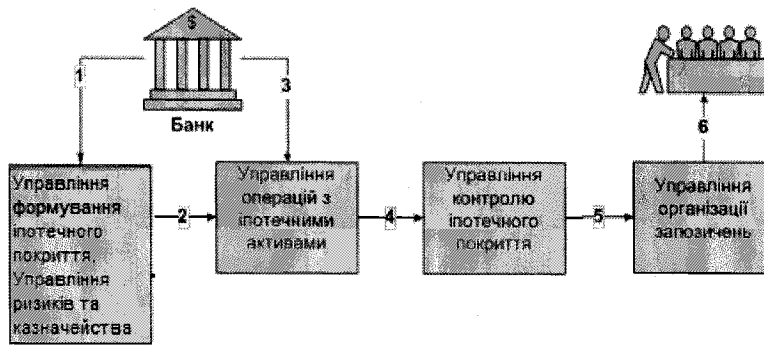 $
Банк
1
3
Управління
формування
іпотечного
покриття,
Управління
ризиків та
казначейства
2
Управління
операцій з
іпотечними
активами
4
Управління
контролю
іпотечного
покриття
5
Управління
організації
запозичень
6